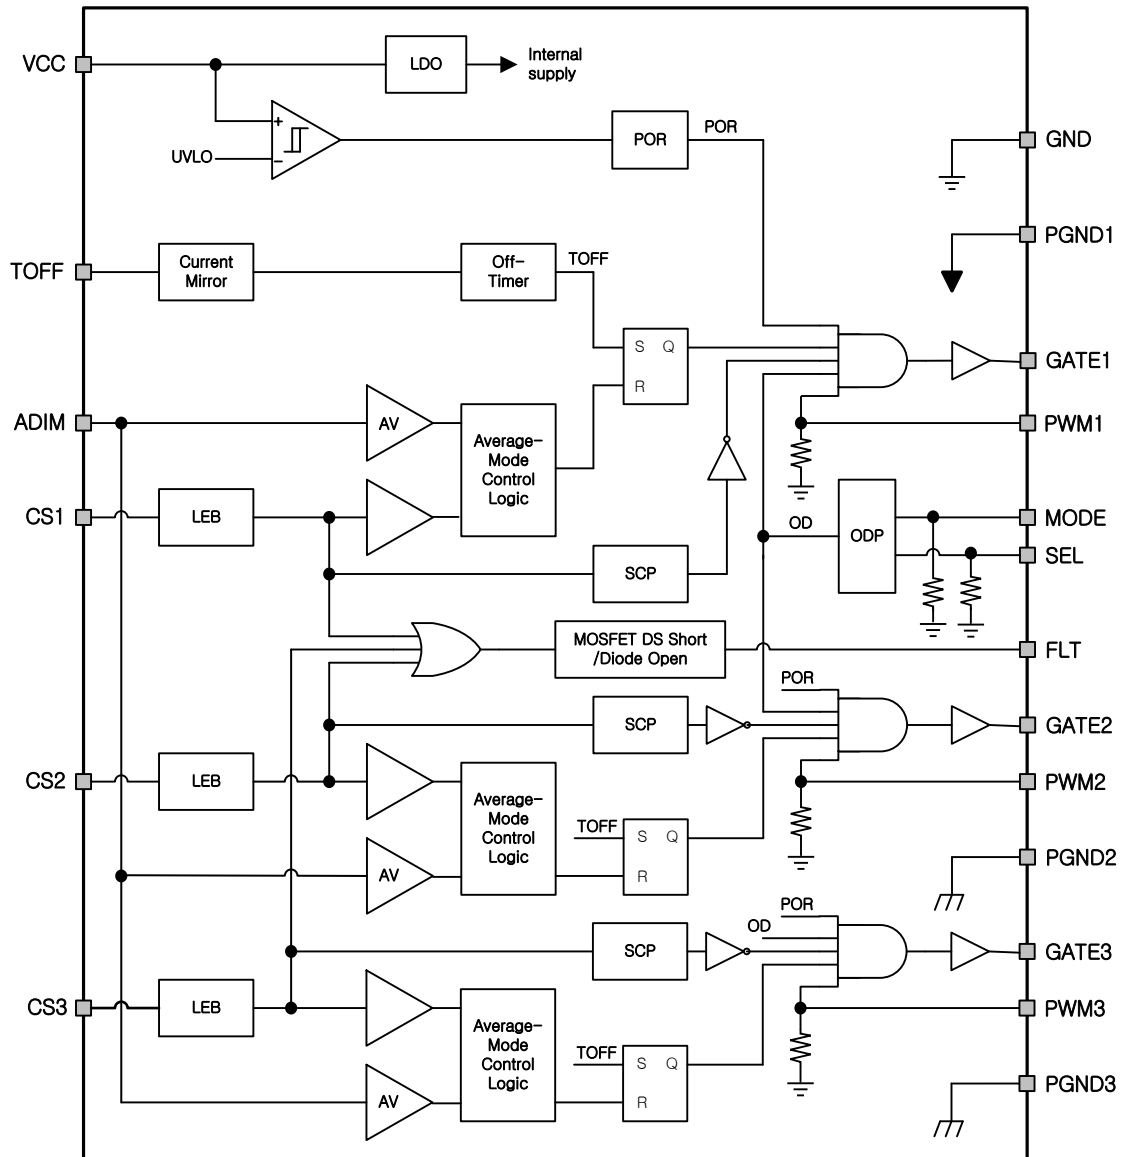 VCC
LDO
Internal
supply
+
UVLO
−
POR
POR
GND
PGND1
TOFF
Current
Mirror
Off-
Timer
TOFF
S Q
R
GATE1
ADIM
AV
Average-
Mode
Control
Logic
PWM1
CS1
LEB
SCP
OD
ODP
MODE
SEL
MOSFET DS Short
/Diode Open
FLT
POR
SCP
GATE2
CS2
LEB
Average-
Mode
Control
Logic
AV
TOFF
S Q
R
PWM2
PGND2
POR
OD
SCP
GATE3
CS3
LEB
Average-
Mode
Control
Logic
AV
TOFF
S Q
R
PWM3
PGND3